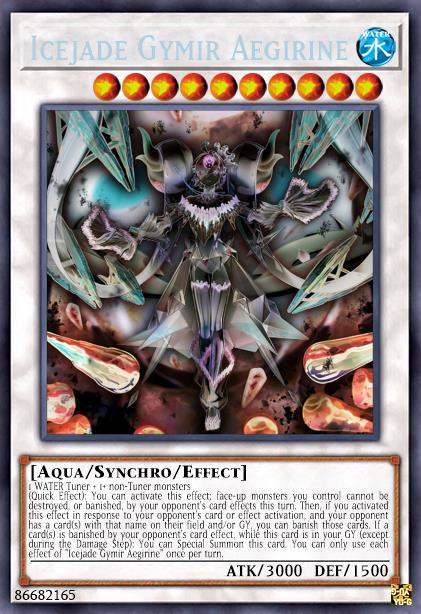 Icejade Gymir Aegirine
WATER
水
[Aqua/Synchro/Effect]
1 WATER Tuner + 1+ non-Tuner monsters
(Quick Effect): You can activate this effect; face-up monsters you control cannot be
destroyed, or banished, by your opponent's card effects this turn. Then, if you activated
this effect in response to your opponent's card or effect activation, and your opponent
has a card(s) with that name on their field and/or GY, you can banish those cards. If a
card(s) is banished by your opponent's card effect, while this card is in your GY (except
during the Damage Step): You can Special Summon this card. You can only use each
effect of "Icejade Gymir Aegirine" once per turn.
ATK/3000 DEF/1500
86682165